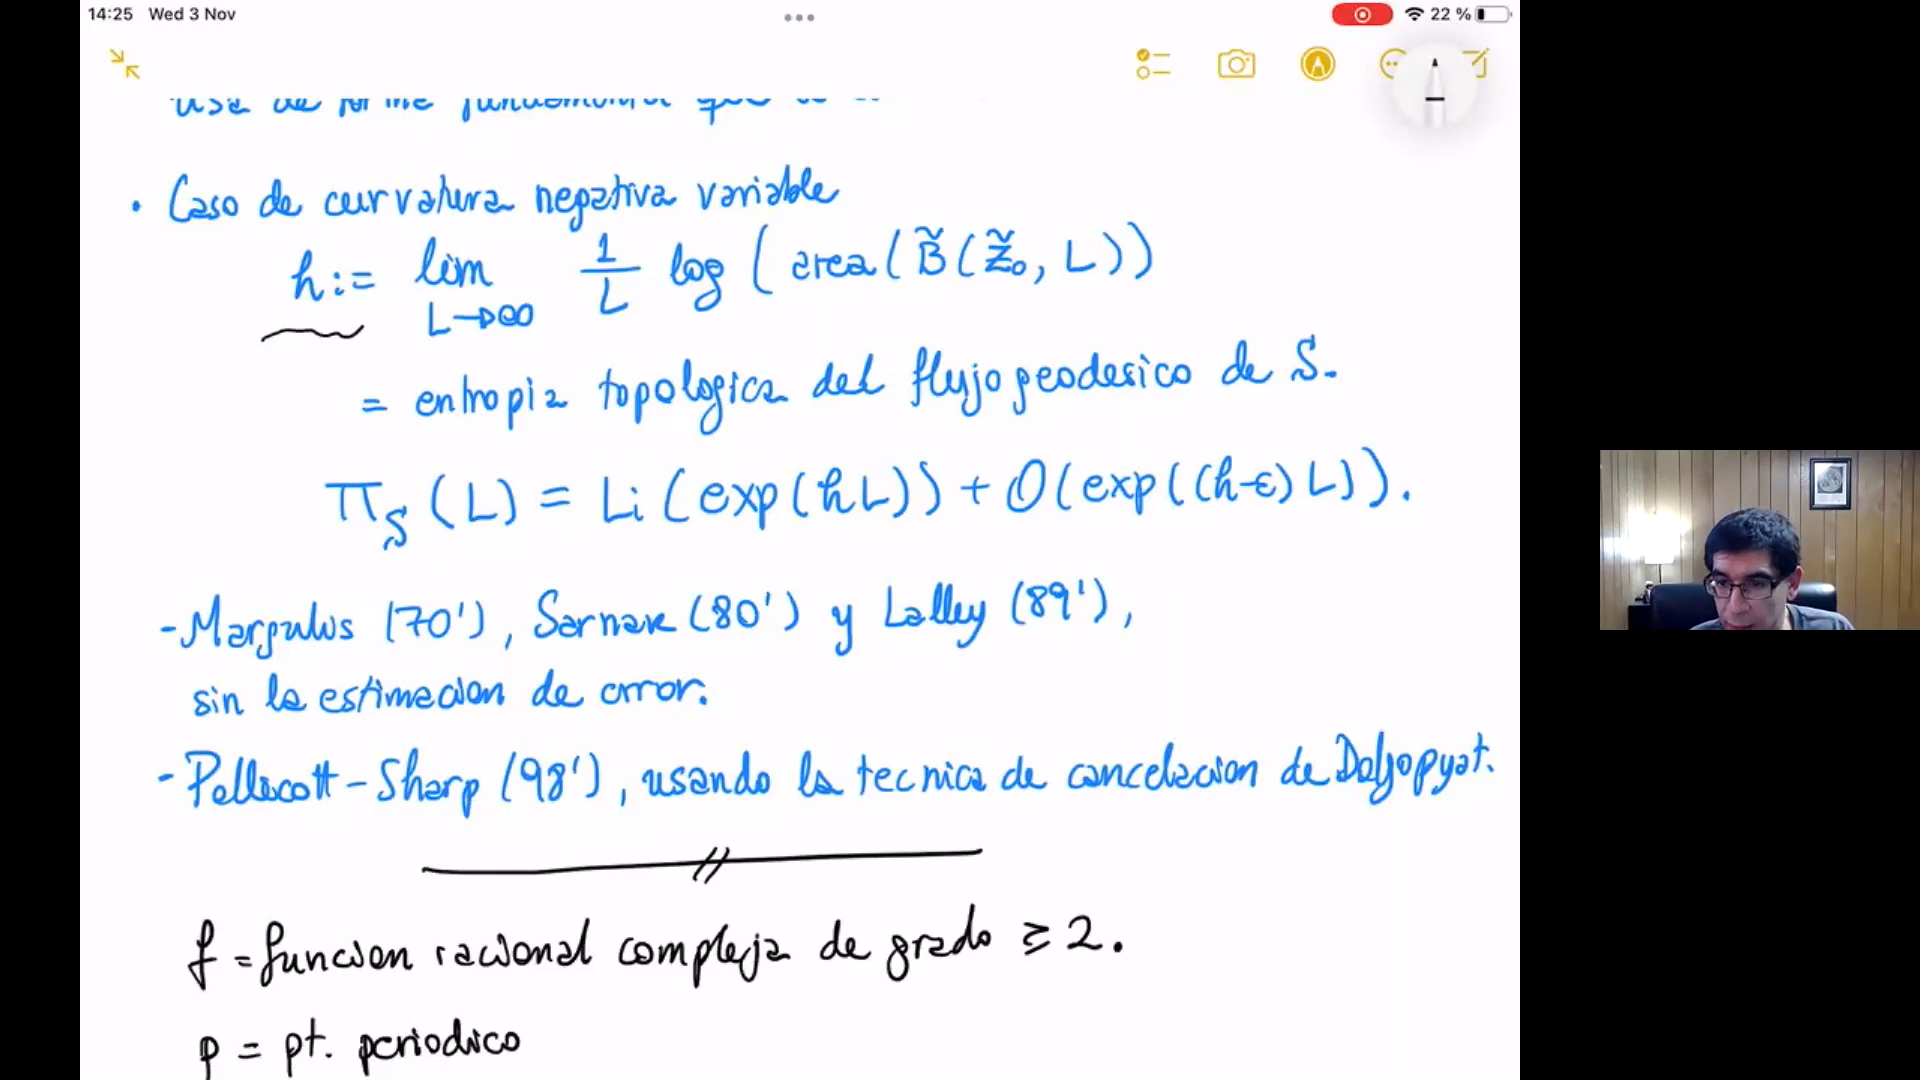 14:25 Wed 3 Nov
22 %
• Caso de curvatura negativa variable
h := lim 1/L log ( area ( B̃ ( z̃₀, L ) )
L→∞
= entropia topologica del flujo geodesico de S.
π_S (L) = Li ( exp ( h L ) ) + O ( exp ( ( h-ε ) L ) ).
- Margulus (70'), Sarnak (80') y Lalley (89'),
sin la estimacion de error.
- Pollicott - Sharp (98'), usando la tecnica de cancelacion de Dolgopyat.
f = funcion racional compleja de grado ≥ 2.
p = pt. periodico